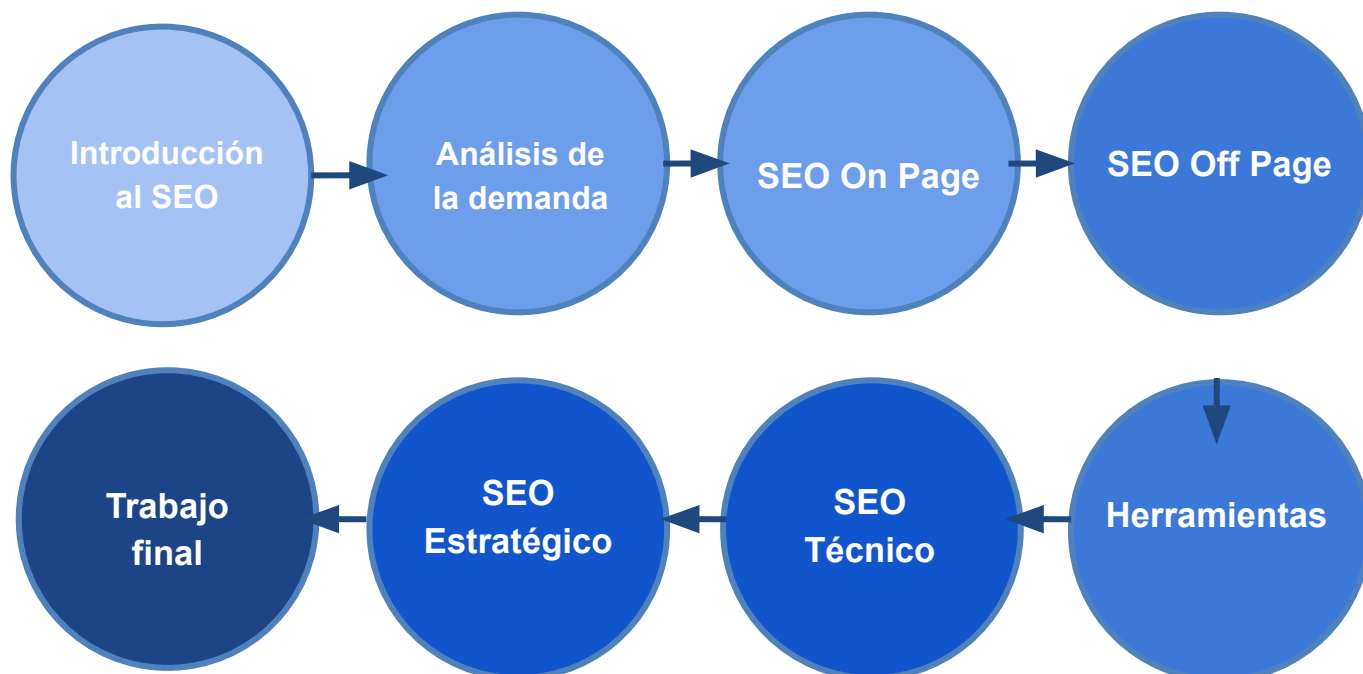 Introducción
al SEO
Análisis de
la demanda
SEO On Page
SEO Off Page
Herramientas
SEO
Técnico
SEO
Estratégico
Trabajo
final